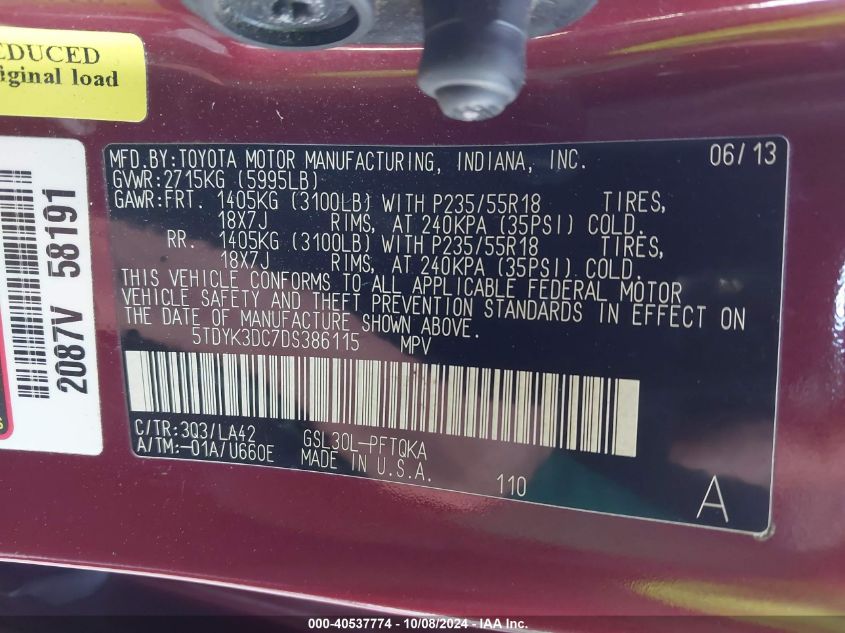 EDUCED
riginal load
2087V 58191
MFD.BY:TOYOTA MOTOR MANUFACTURING, INDIANA, INC. 06/13
GVWR:2715KG (5995LB)
GAWR:FRT. 1405KG (3100LB) WITH P235/55R18 TIRES,
18X7J RIMS, AT 240KPA (35PSI) COLD.
RR. 1405KG (3100LB) WITH P235/55R18 TIRES,
18X7J RIMS, AT 240KPA (35PSI) COLD.
THIS VEHICLE CONFORMS TO ALL APPLICABLE FEDERAL MOTOR
VEHICLE SAFETY AND THEFT PREVENTION STANDARDS IN EFFECT ON
THE DATE OF MANUFACTURE SHOWN ABOVE.
5TDYK3DC7DS386115 MPV
C/TR:3Q3/LA42 GSL30L-PFTQKA
A/TM:-01A/U660E MADE IN U.S.A.
110
A
000-40537774 - 10/08/2024 - IAA Inc.